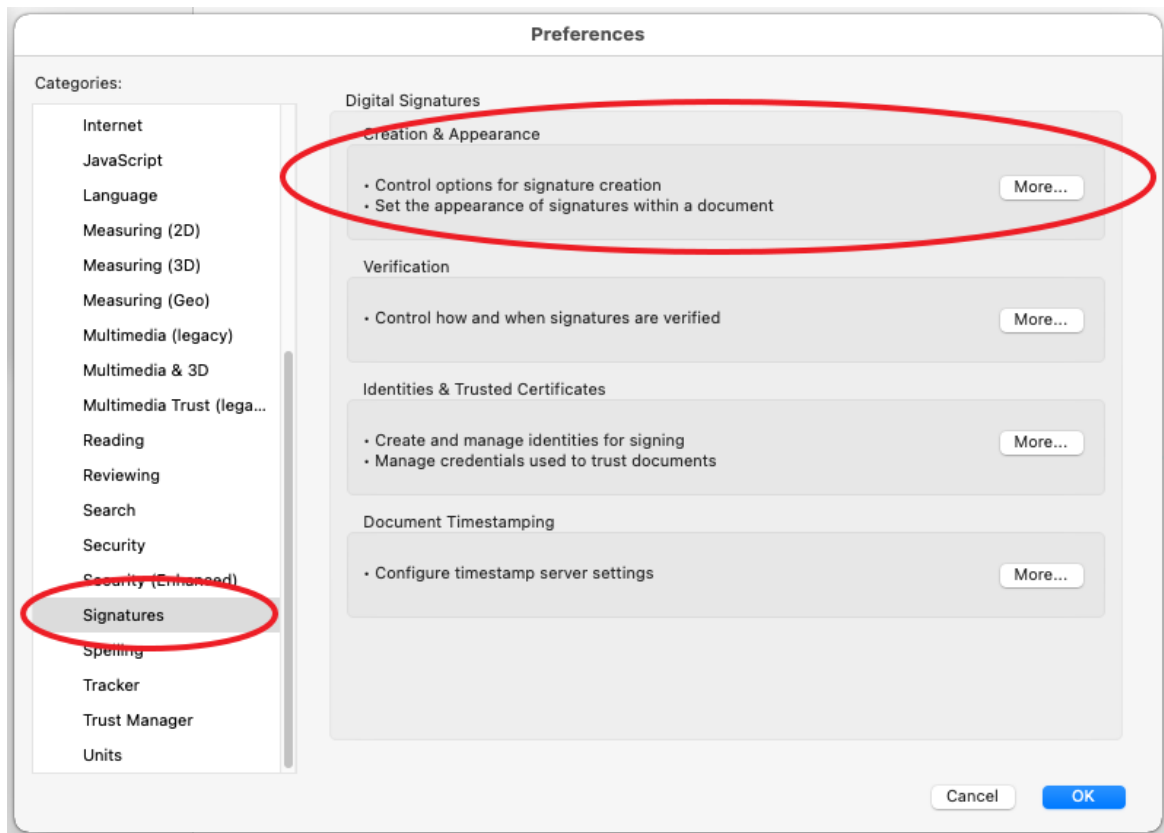 Preferences
Categories:
Internet
JavaScript
Language
Measuring (2D)
Measuring (3D)
Measuring (Geo)
Multimedia (legacy)
Multimedia & 3D
Multimedia Trust (lega...
Reading
Reviewing
Search
Security
Security (Enhanced)
Signatures
Spelling
Tracker
Trust Manager
Units
Digital Signatures
Creation & Appearance
• Control options for signature creation
• Set the appearance of signatures within a document
More...
Verification
• Control how and when signatures are verified
More...
Identities & Trusted Certificates
• Create and manage identities for signing
• Manage credentials used to trust documents
More...
Document Timestamping
• Configure timestamp server settings
More...
Cancel
OK